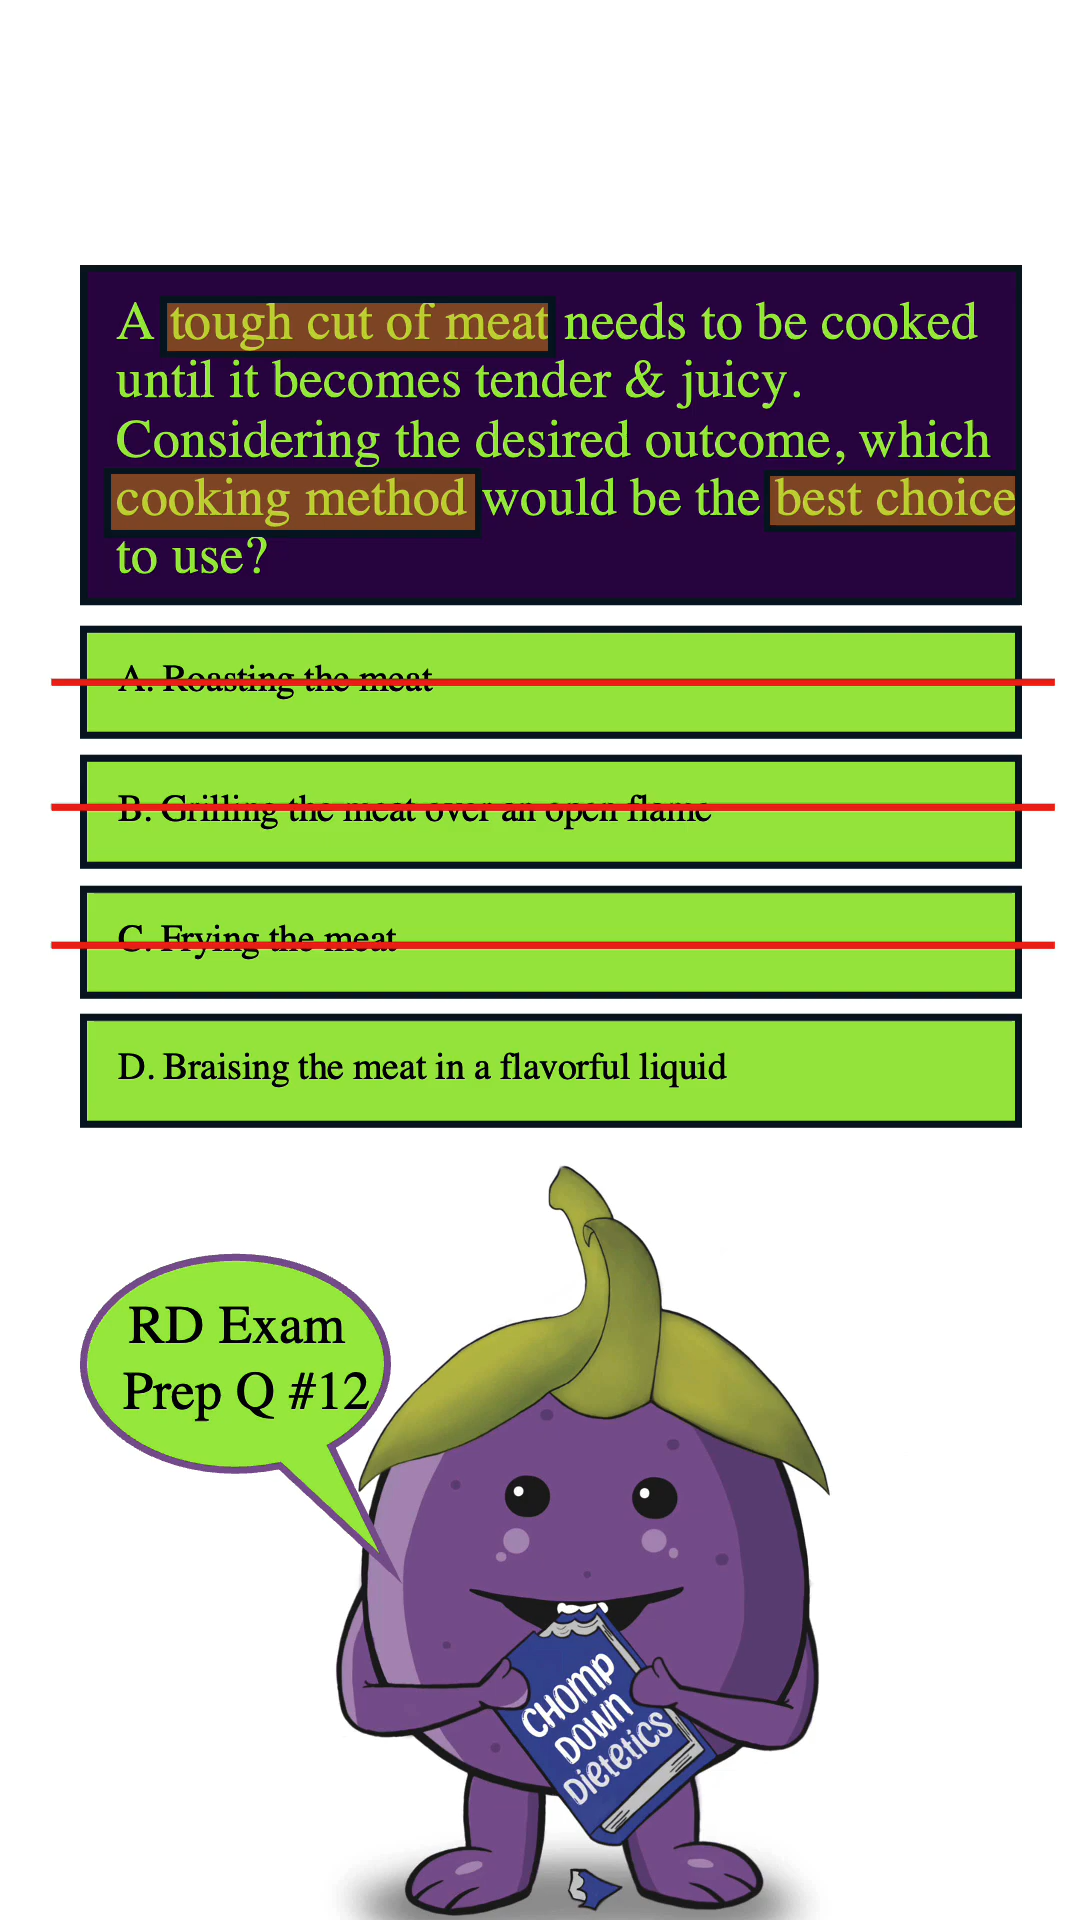 A tough cut of meat needs to be cooked
until it becomes tender & juicy.
Considering the desired outcome, which
cooking method would be the best choice
to use?
A. Roasting the meat
B. Grilling the meat over an open flame
C. Frying the meat
D. Braising the meat in a flavorful liquid
RD Exam
Prep Q #12
CHOMP
DOWN
Dietetics